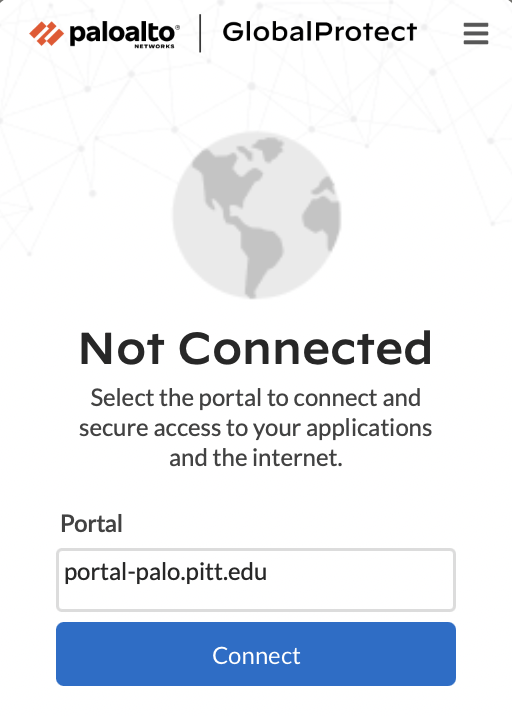 paloalto® NETWORKS | GlobalProtect
Not Connected
Select the portal to connect and
secure access to your applications
and the internet.
Portal
portal-palo.pitt.edu
Connect